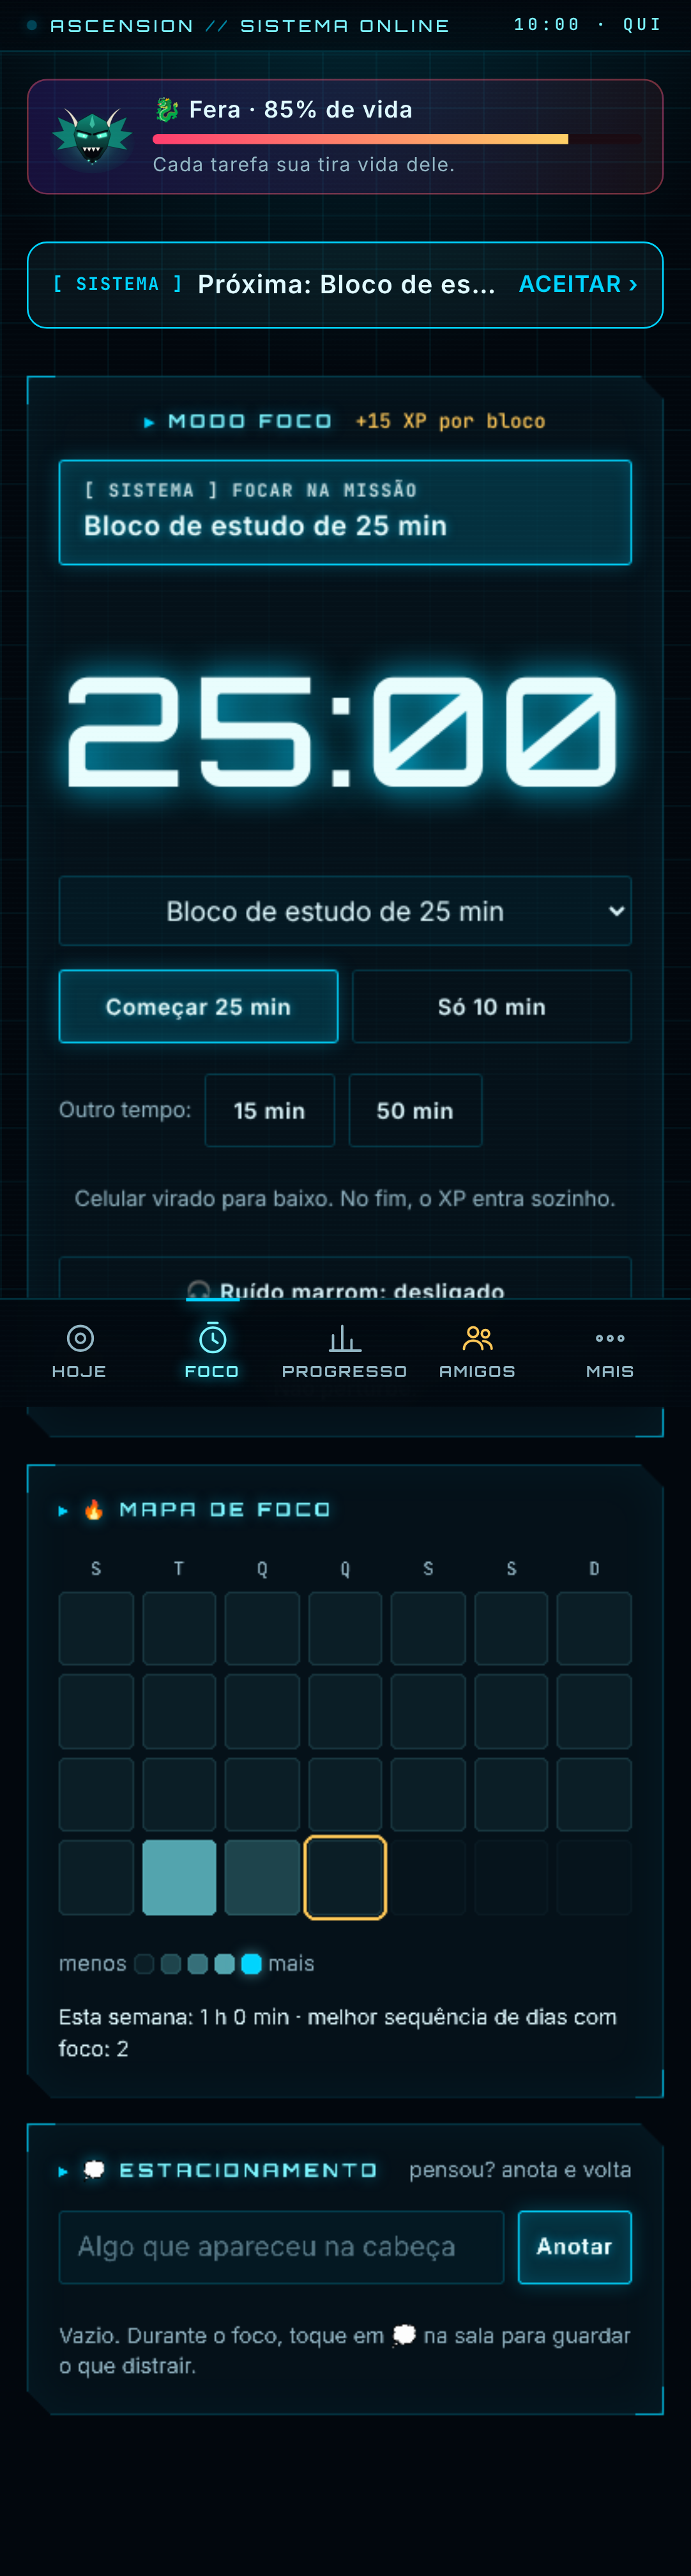 ASCENSION // SISTEMA ONLINE
10:00 · QUI
🐉 Fera · 85% de vida
Cada tarefa sua tira vida dele.
[ SISTEMA ] Próxima: Bloco de es... ACEITAR ›
▶ MODO FOCO +15 XP por bloco
[ SISTEMA ] FOCAR NA MISSÃO
Bloco de estudo de 25 min
25:00
Bloco de estudo de 25 min
Começar 25 min
Só 10 min
Outro tempo: 15 min 50 min
Celular virado para baixo. No fim, o XP entra sozinho.
🎧 Ruído marrom: desligado
HOJE FOCO PROGRESSO AMIGOS MAIS
▶ 🔥 MAPA DE FOCO
S T Q Q S S D
menos mais
Esta semana: 1 h 0 min · melhor sequência de dias com
foco: 2
▶ 💭 ESTACIONAMENTO pensou? anota e volta
Algo que apareceu na cabeça
Anotar
Vazio. Durante o foco, toque em 💭 na sala para guardar
o que distrair.